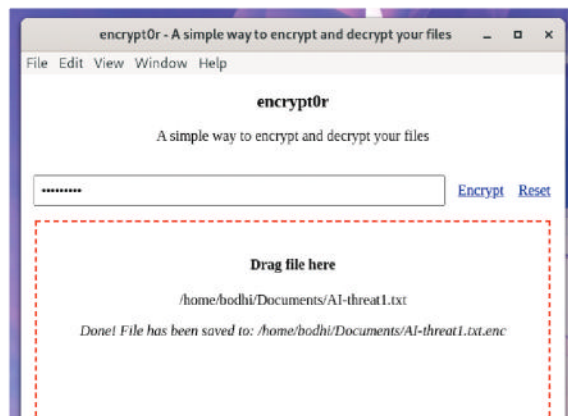 encrypt0r - A simple way to encrypt and decrypt your files
File Edit View Window Help
encrypt0r
A simple way to encrypt and decrypt your files
Encrypt Reset
Drag file here
/home/bodhi/Documents/AI-threat1.txt
Done! File has been saved to: /home/bodhi/Documents/AI-threat1.txt.enc